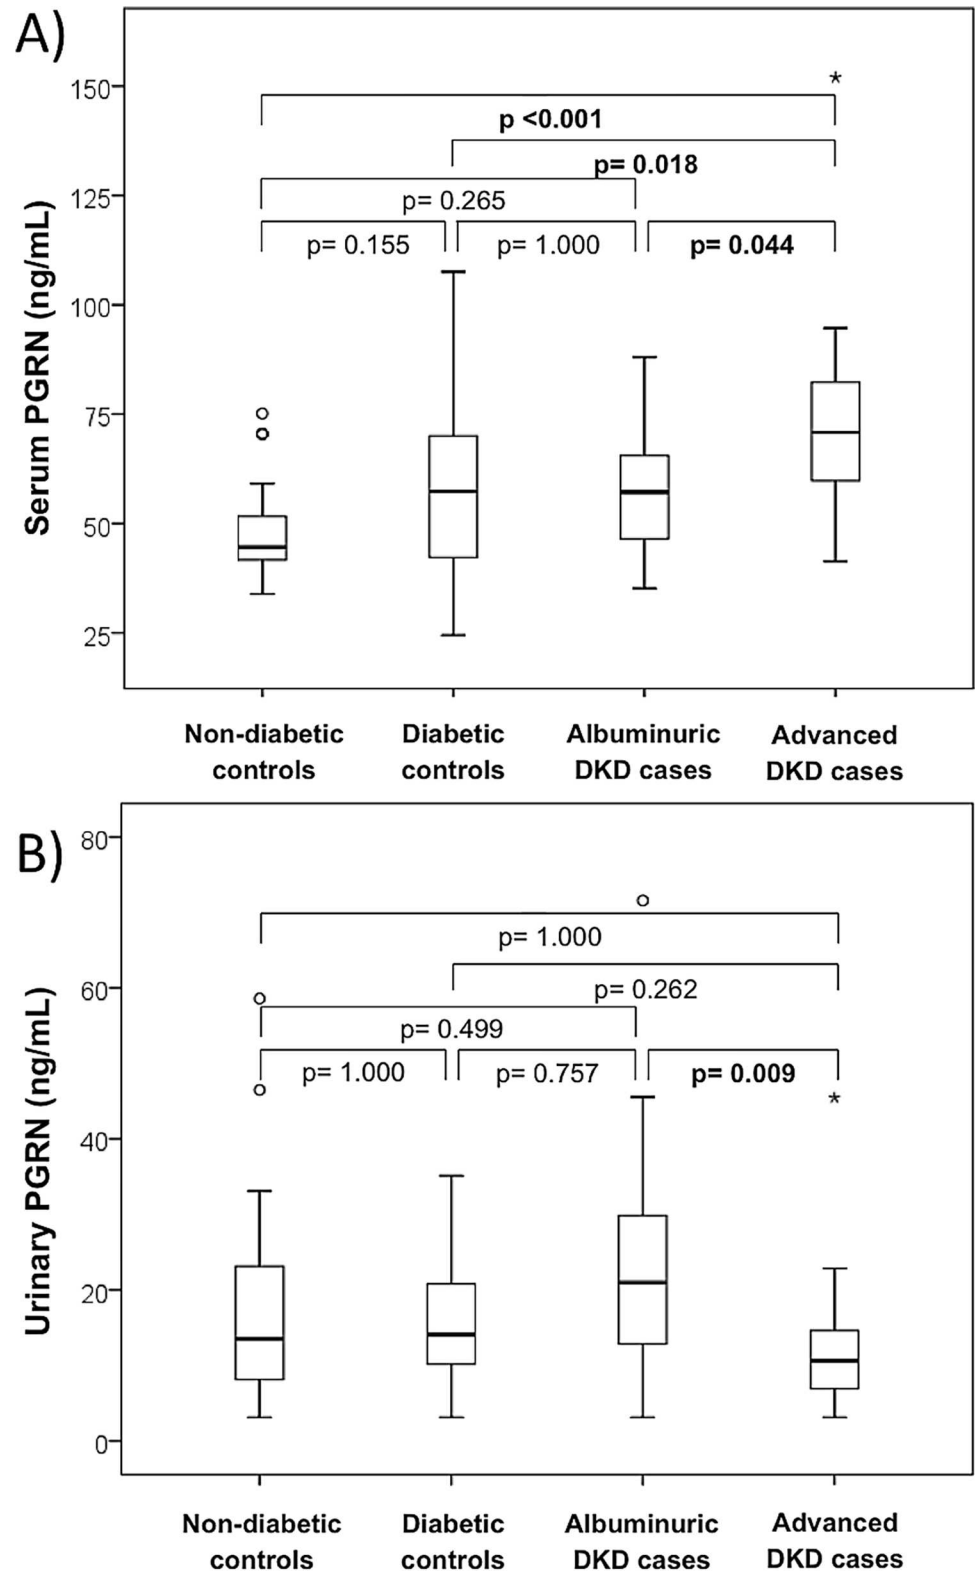 A)
Serum PGRN (ng/mL)
150
125
100
75
50
25
*
p <0.001
p= 0.018
p= 0.265
p= 0.155
p= 1.000
p= 0.044
Non-diabetic
controls
Diabetic
controls
Albuminuric
DKD cases
Advanced
DKD cases
B)
Urinary PGRN (ng/mL)
80
60
40
20
0
p= 1.000
p= 0.262
p= 0.499
p= 1.000
p= 0.757
p= 0.009
*
Non-diabetic
controls
Diabetic
controls
Albuminuric
DKD cases
Advanced
DKD cases